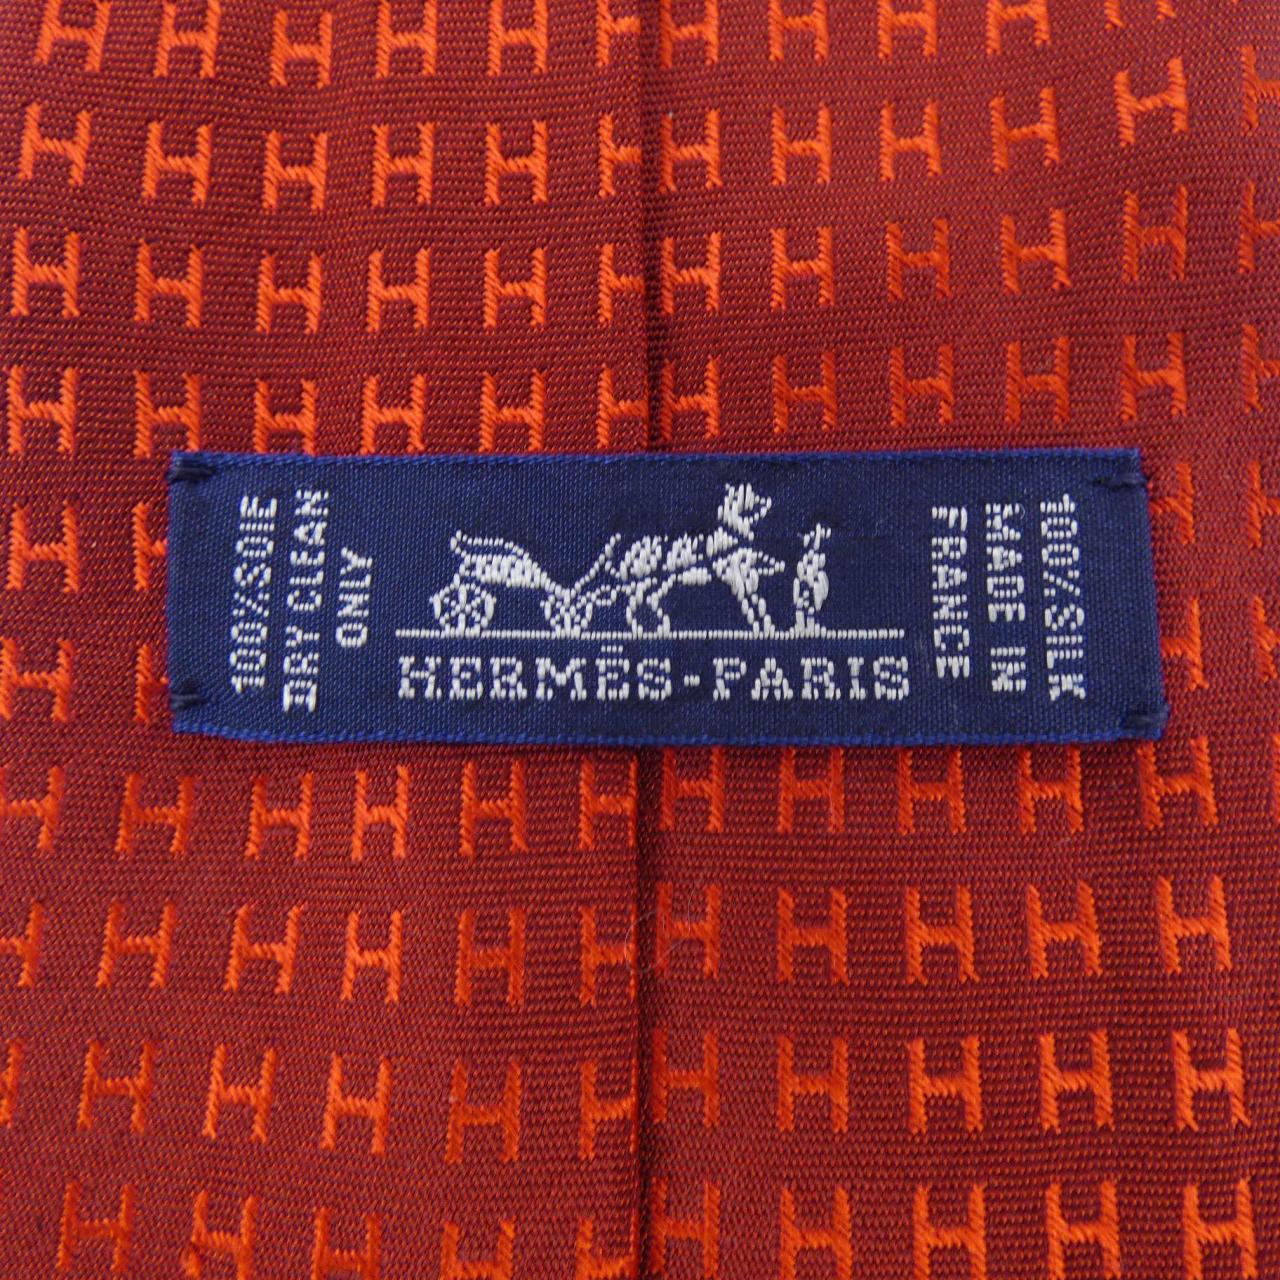 100%SOIE
DRY CLEAN
ONLY
HERMÈS-PARIS
100%SILK
MADE IN
FRANCE